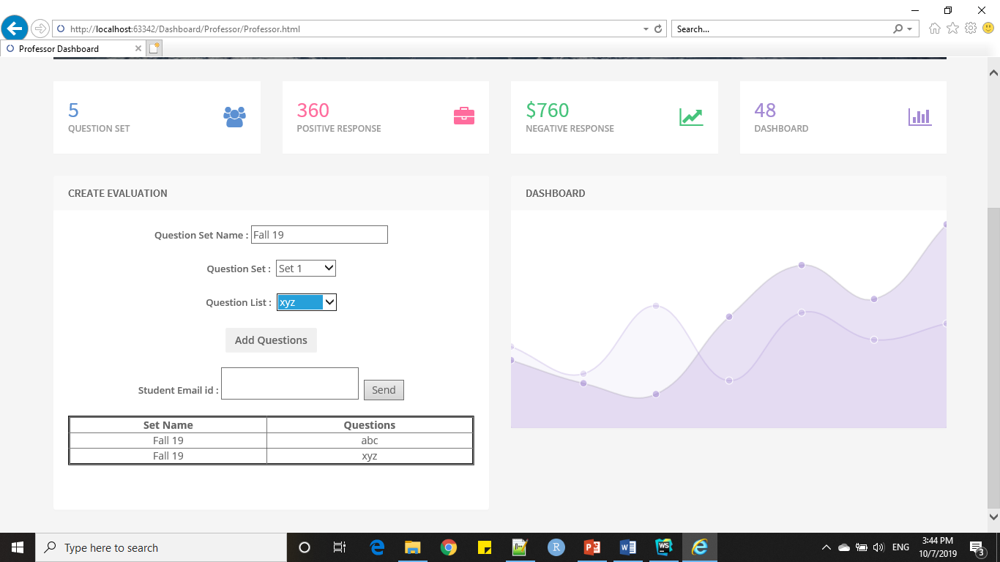 http://localhost:63342/Dashboard/Professor/Professor.html
Search...
Professor Dashboard
5
QUESTION SET
360
POSITIVE RESPONSE
$760
NEGATIVE RESPONSE
48
DASHBOARD
CREATE EVALUATION
Question Set Name : Fall 19
Question Set : Set 1
Question List : xyz
Add Questions
Student Email id : Send
Set Name Questions
Fall 19 abc
Fall 19 xyz
DASHBOARD
Type here to search
R
WS
ENG
3:44 PM
10/7/2019
3